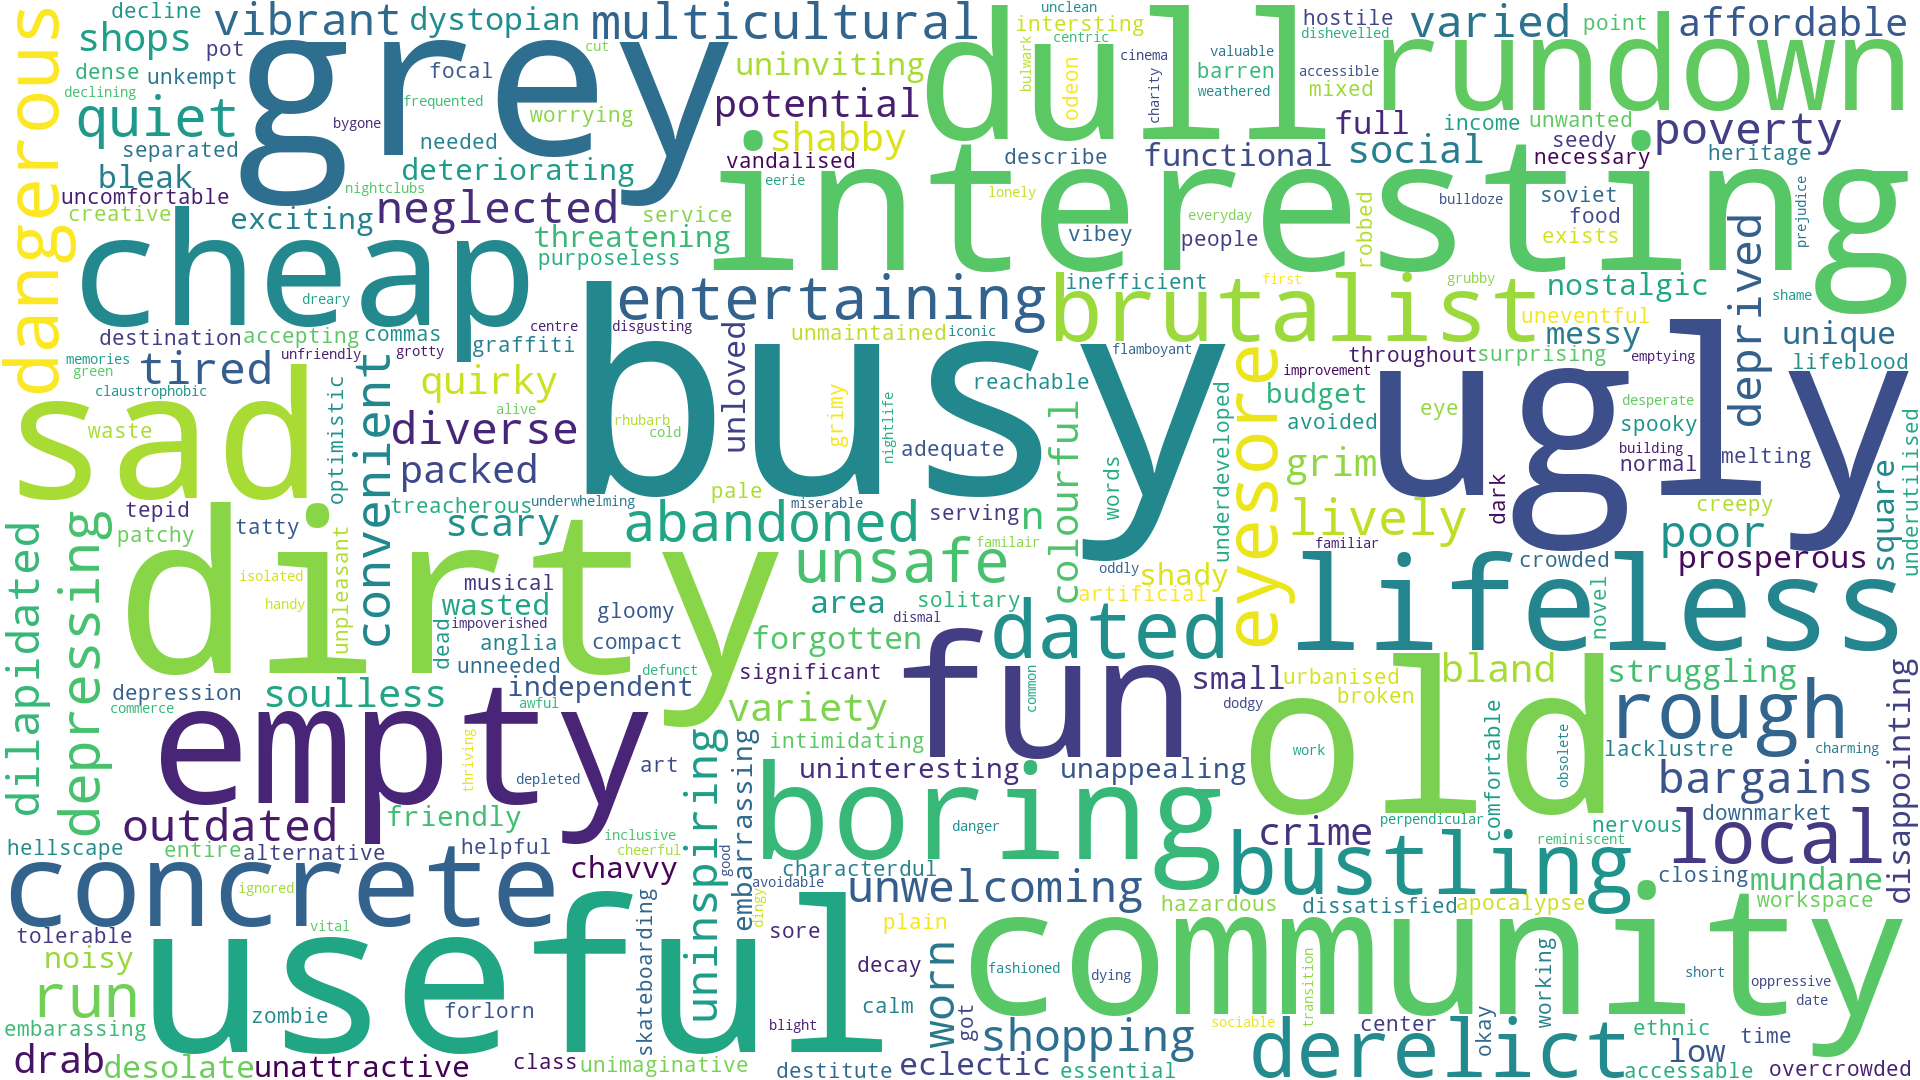 decline
vibrant
dystopian
multicultural
unclean
intersting
dull
hostile
dishevelled
varied
point
affordable
dangerous
shops
pot
grey
cut
focal
centric
cinema
valuable
rundown
dense
unkempt
uninviting
bulwark
odeon
barren
accessible
mixed
declining
frequented
weathered
charity
quiet
bygone
worrying
potential
full
income
unwanted
poverty
separated
needed
shabby
functional
social
seedy
bleak
deteriorating
vandalised
describe
necessary
heritage
uncomfortable
nightclubs
eerie
interesting
lonely
bulldoze
soviet
prejudice
creative
exciting
neglected
service
everyday
robbed
food
deprived
cheap
threatening
vibey
people
exists
purposeless
dreary
entertaining
inefficient
first
grubby
nostalgic
shame
brutalist
uneventful
destination
accepting
commas
centre
disgusting
unmaintained
iconic
messy
unique
memories
tired
unfriendly
grotty
graffiti
busy
flamboyant
throughout
surprising
emptying
lifeblood
green
claustrophobic
convenient
quirky
unloved
reachable
eyesore
improvement
ugly
sad
optimistic
alive
grimy
nightlife
underdeveloped
budget
desperate
waste
diverse
rhubarb
cold
colourful
avoided
eye
spooky
underutilised
adequate
building
packed
words
grim
normal
melting
square
treacherous
underwhelming
pale
miserable
dark
creepy
tepid
tatty
scary
abandoned
serving
n
lively
poor
patchy
dilapidated
depressing
dirty
unpleasant
familair
familiar
unsafe
oddly
crowded
prosperous
isolated
musical
shady
lifeless
handy
wasted
gloomy
area
solitary
artificial
novel
impoverished
dismal
dead
anglia
compact
forgotten
dated
unneeded
defunct
significant
fun
common
small
urbanised
bland
struggling
disappointing
depression
soulless
independent
dodgy
broken
old
rough
commerce
empty
awful
variety
comfortable
thriving
intimidating
work
obsolete
lacklustre
charming
depleted
art
uninspiring
embarrassing
uninteresting
unappealing
bargains
outdated
friendly
boring
perpendicular
downmarket
danger
nervous
hellscape
entire
alternative
helpful
inclusive
cheerful
crime
reminiscent
local
chavvy
good
characterdul
bustling
closing
mundane
concrete
ignored
avoidable
unwelcoming
hazardous
dissatisfied
apocalypse
workspace
skateboarding
dingy
vital
useful
plain
community
tolerable
sore
noisy
decay
worn
fashioned
dying
transition
working
short
oppressive
run
forlorn
calm
date
embarassing
zombie
blight
got
shopping
sociable
center
okay
ethnic
time
derelict
low
drab
desolate
unattractive
class
unimaginative
destitute
eclectic
essential
accessable
overcrowded